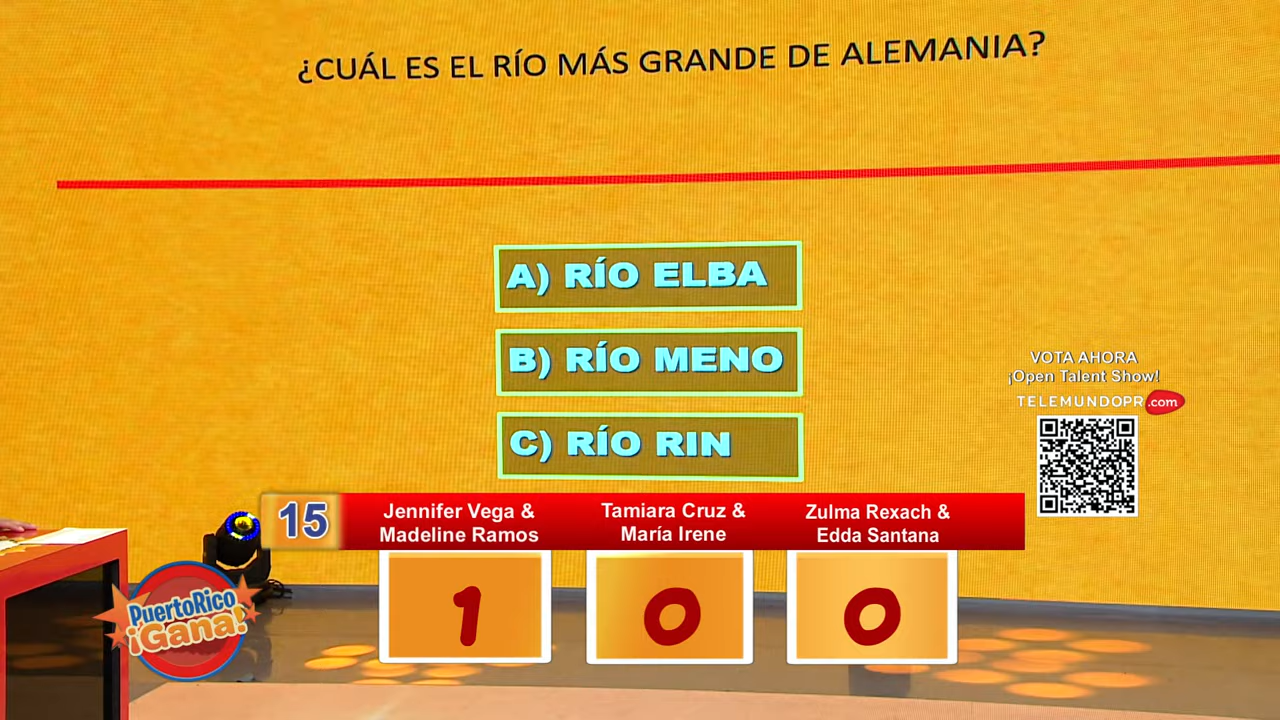 ¿CUÁL ES EL RÍO MÁS GRANDE DE ALEMANIA?
A) RÍO ELBA
B) RÍO MENO
C) RÍO RIN
VOTA AHORA
¡Open Talent Show!
TELEMUNDOPR.com
15
Jennifer Vega &
Madeline Ramos
Tamiara Cruz &
María Irene
Zulma Rexach &
Edda Santana
1
0
0
PuertoRico
¡Gana!